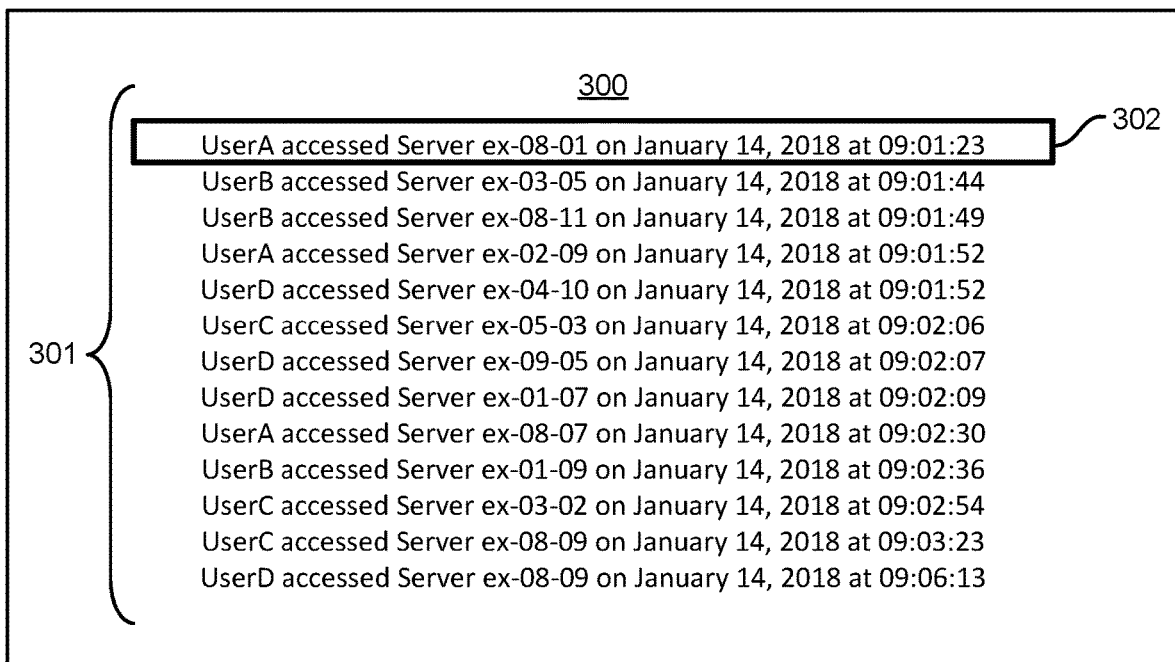 300
302
UserA accessed Server ex-08-01 on January 14, 2018 at 09:01:23
UserB accessed Server ex-03-05 on January 14, 2018 at 09:01:44
UserB accessed Server ex-08-11 on January 14, 2018 at 09:01:49
UserA accessed Server ex-02-09 on January 14, 2018 at 09:01:52
UserD accessed Server ex-04-10 on January 14, 2018 at 09:01:52
UserC accessed Server ex-05-03 on January 14, 2018 at 09:02:06
301
UserD accessed Server ex-09-05 on January 14, 2018 at 09:02:07
UserD accessed Server ex-01-07 on January 14, 2018 at 09:02:09
UserA accessed Server ex-08-07 on January 14, 2018 at 09:02:30
UserB accessed Server ex-01-09 on January 14, 2018 at 09:02:36
UserC accessed Server ex-03-02 on January 14, 2018 at 09:02:54
UserC accessed Server ex-08-09 on January 14, 2018 at 09:03:23
UserD accessed Server ex-08-09 on January 14, 2018 at 09:06:13